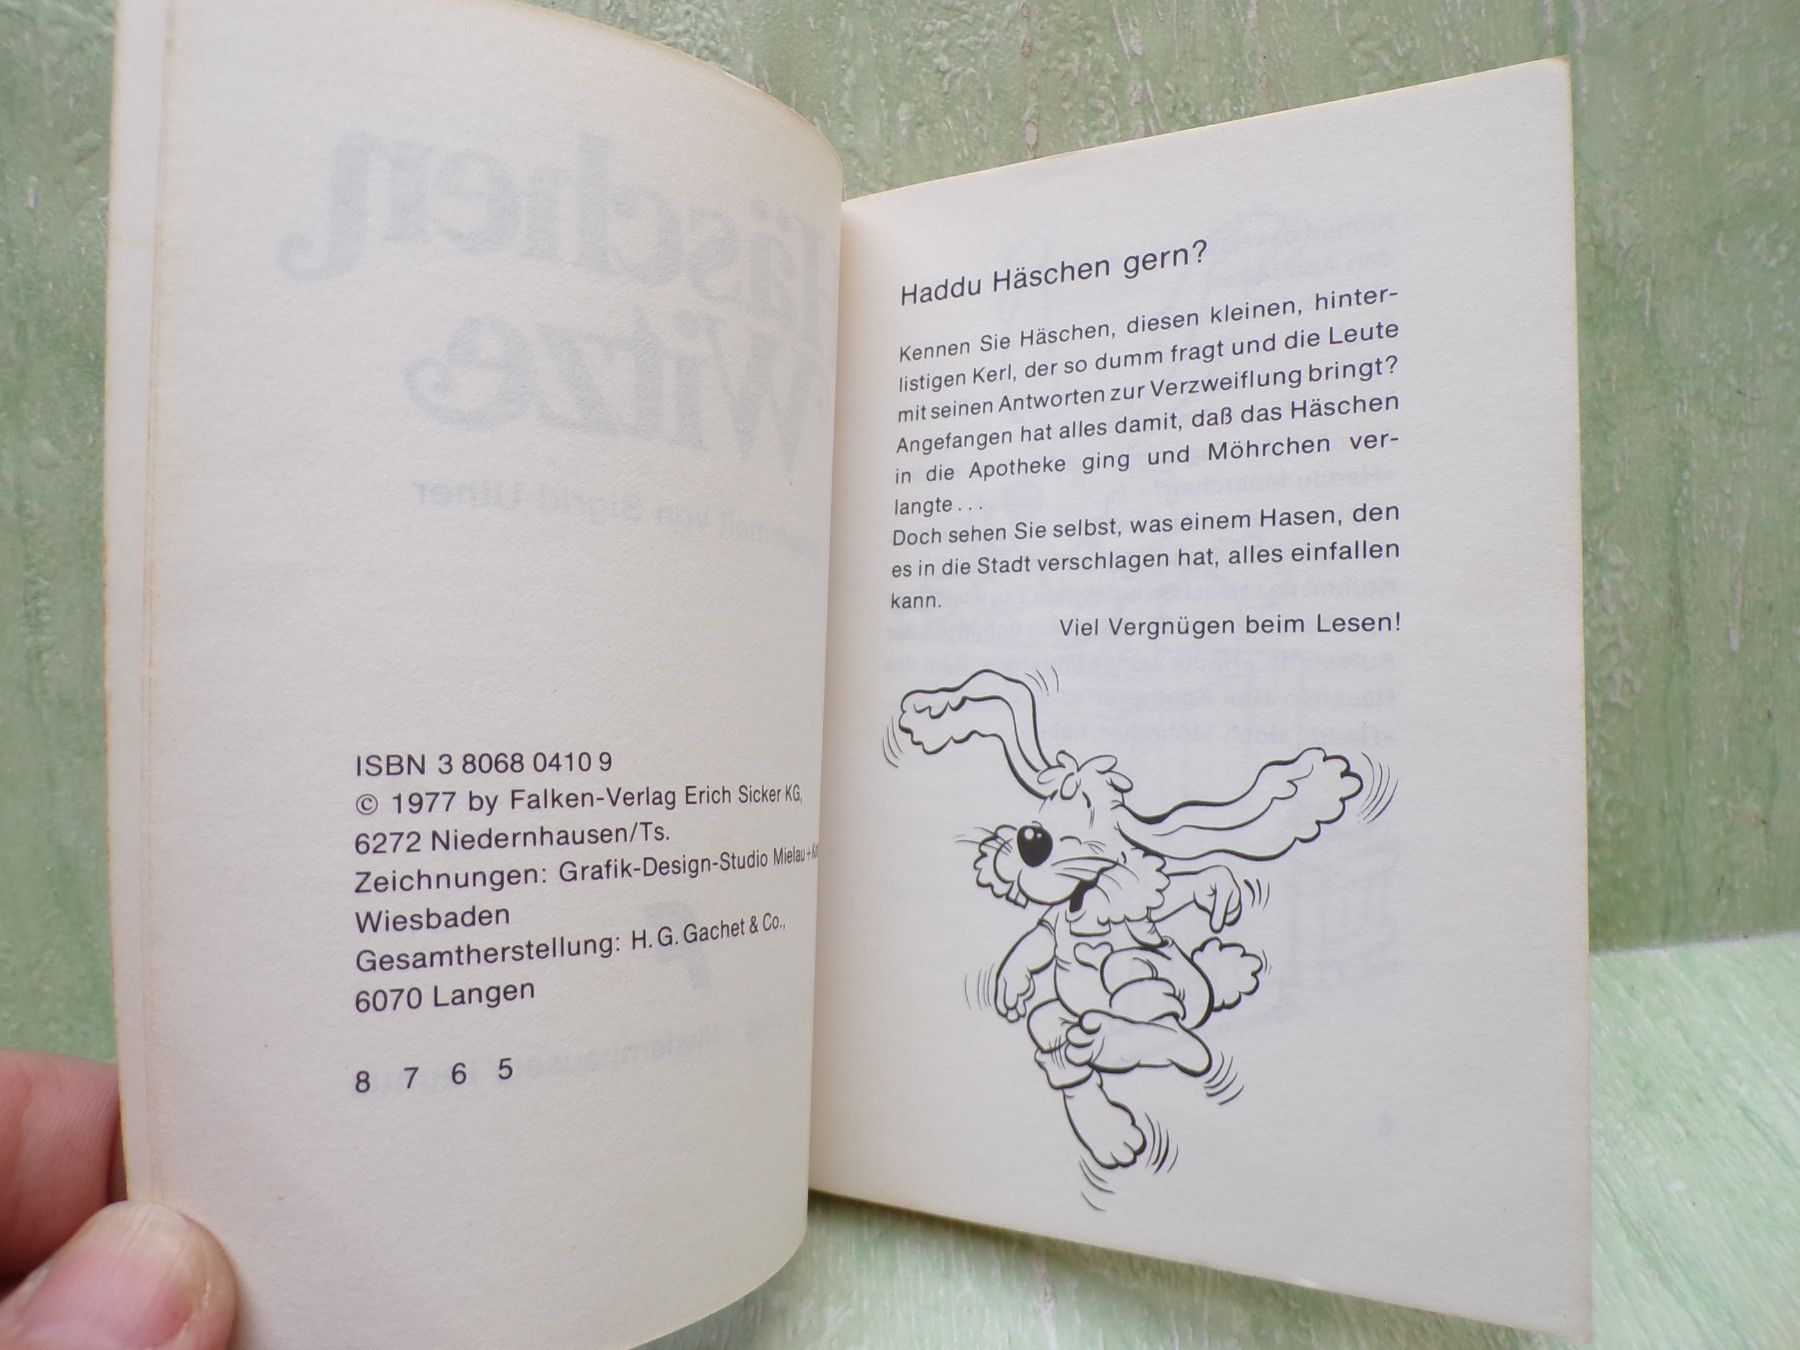 ISBN 3 8068 0410 9
© 1977 by Falken-Verlag Erich Sicker KG,
6272 Niedernhausen/Ts.
Zeichnungen: Grafik-Design-Studio Mielau +
Wiesbaden
Gesamtherstellung: H. G. Gachet & Co.,
6070 Langen
8 7 6 5
Haddu Häschen gern?
Kennen Sie Häschen, diesen kleinen, hinter-
listigen Kerl, der so dumm fragt und die Leute
mit seinen Antworten zur Verzweiflung bringt?
Angefangen hat alles damit, daß das Häschen
in die Apotheke ging und Möhrchen ver-
langte...
Doch sehen Sie selbst, was einem Hasen, den
es in die Stadt verschlagen hat, alles einfallen
kann.
Viel Vergnügen beim Lesen!